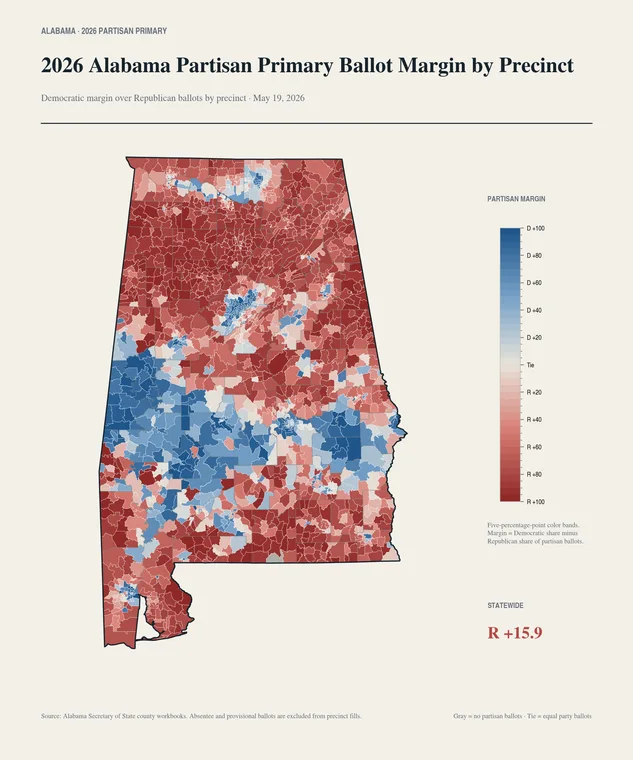 ALABAMA · 2026 PARTISAN PRIMARY
2026 Alabama Partisan Primary Ballot Margin by Precinct
Democratic margin over Republican ballots by precinct · May 19, 2026
PARTISAN MARGIN
D +100
D +80
D +60
D +40
D +20
Tie
R +20
R +40
R +60
R +80
R +100
Five-percentage-point color bands.
Margin = Democratic share minus
Republican share of partisan ballots.
STATEWIDE
R +15.9
Source: Alabama Secretary of State county workbooks. Absentee and provisional ballots are excluded from precinct fills.
Gray = no partisan ballots · Tie = equal party ballots